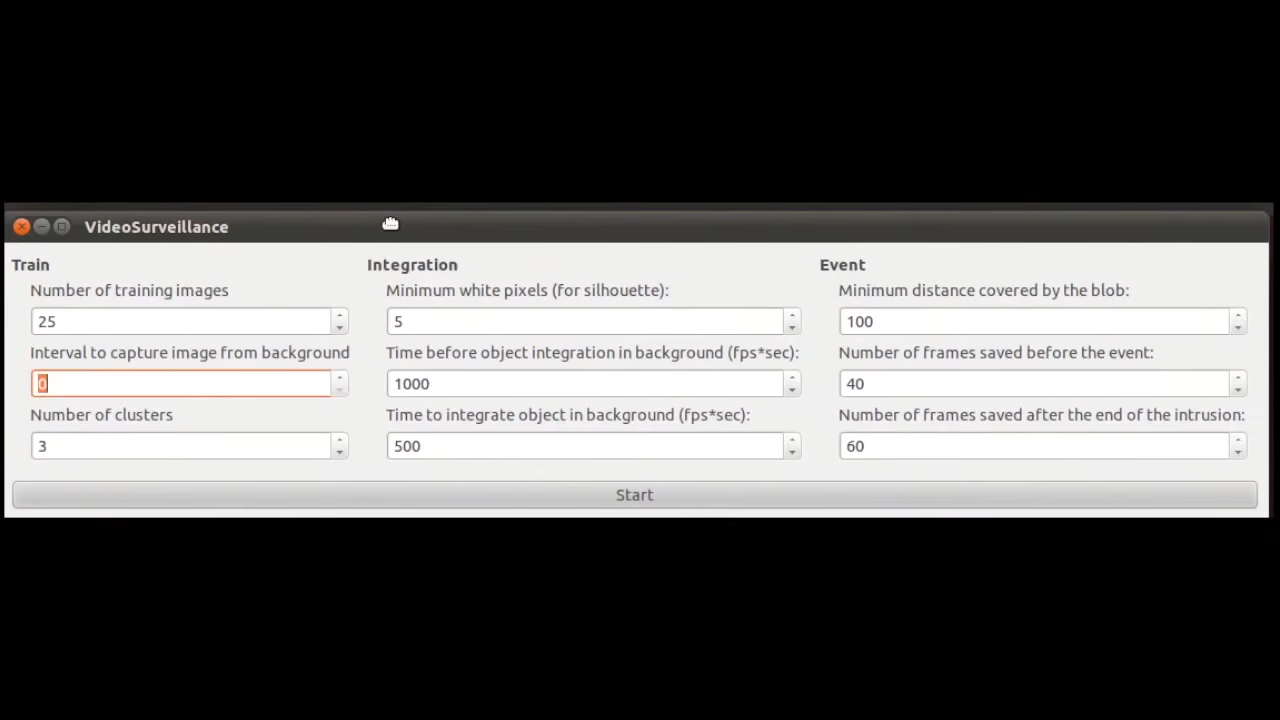 VideoSurveillance
Train
Number of training images
25
Interval to capture image from background
0
Number of clusters
3
Integration
Minimum white pixels (for silhouette):
5
Time before object integration in background (fps*sec):
1000
Time to integrate object in background (fps*sec):
500
Event
Minimum distance covered by the blob:
100
Number of frames saved before the event:
40
Number of frames saved after the end of the intrusion:
60
Start